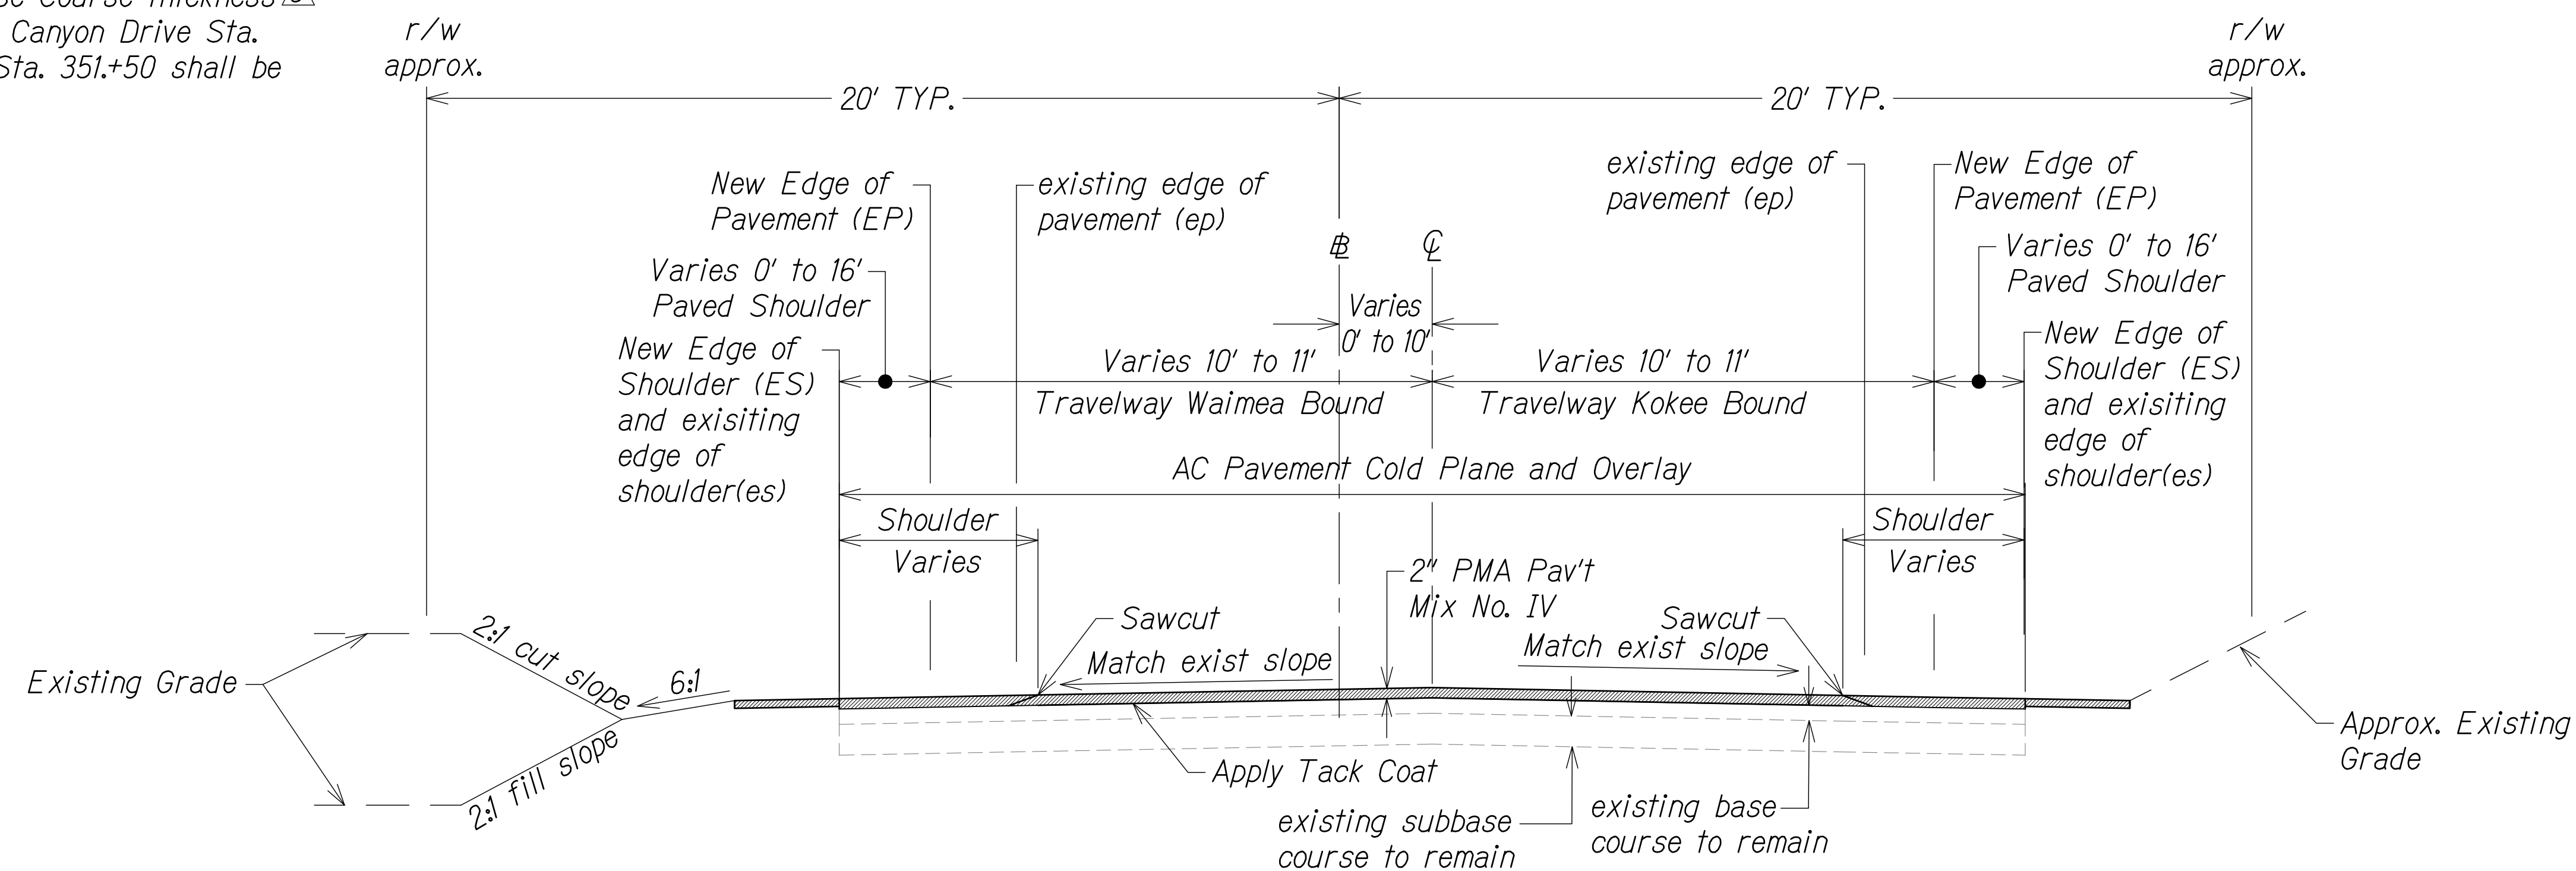 Course Thickness
Canyon Drive Sta.
Sta. 351.+50 shall be
r/w
approx.
r/w
approx.
20' TYP.
20' TYP.
New Edge of
Pavement (EP)
existing edge of
pavement (ep)
existing edge of
pavement (ep)
New Edge of
Pavement (EP)
Varies 0' to 16'
Paved Shoulder
BL
CL
Varies 0' to 16'
Paved Shoulder
Varies
0' to 10'
New Edge of
Shoulder (ES)
and exisiting
edge of
shoulder(es)
Varies 10' to 11'
Travelway Waimea Bound
Varies 10' to 11'
Travelway Kokee Bound
New Edge of
Shoulder (ES)
and exisiting
edge of
shoulder(es)
AC Pavement Cold Plane and Overlay
Shoulder
Varies
Shoulder
Varies
2" PMA Pav't
Mix No. IV
Sawcut
Sawcut
Match exist slope
Match exist slope
Existing Grade
2:1 cut slope
6:1
2:1 fill slope
Apply Tack Coat
existing subbase
course to remain
existing base
course to remain
Approx. Existing
Grade